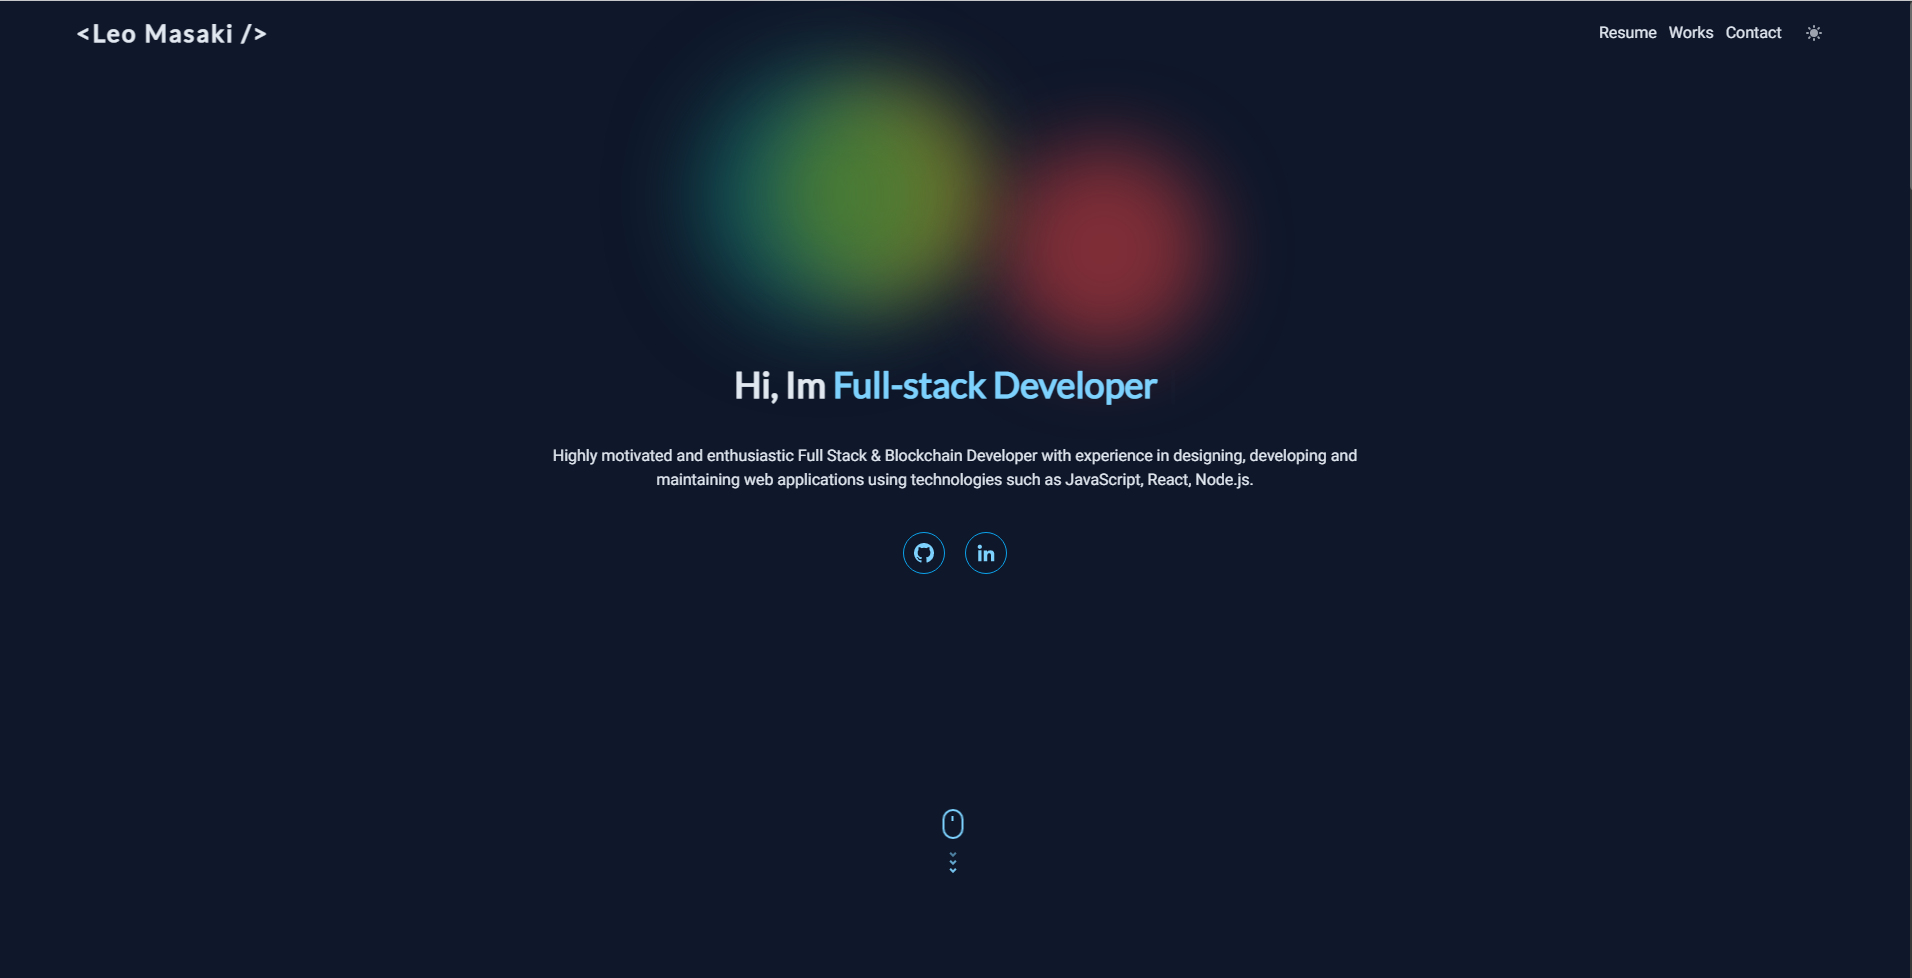 <Leo Masaki />
Resume Works Contact
Hi, Im Full-stack Developer
Highly motivated and enthusiastic Full Stack & Blockchain Developer with experience in designing, developing and
maintaining web applications using technologies such as JavaScript, React, Node.js.
in